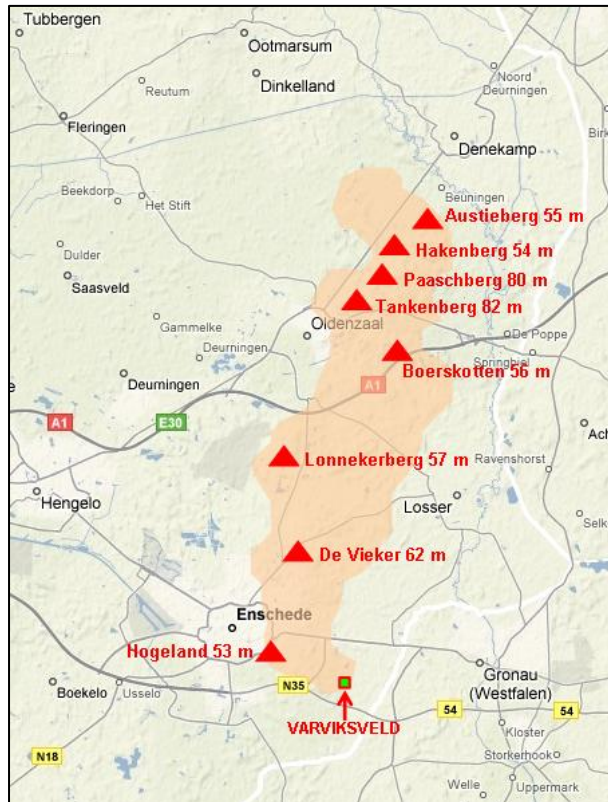 Tubbergen
Ootmarsum
Noord
Deurningen
Reutum
Dinkelland
Fleringen
Birk
Denekamp
Beekdorp
Het Stift
Beuningen
Austieberg 55 m
Dulder
Hakenberg 54 m
Saasveld
Paaschberg 80 m
Tankenberg 82 m
Gammelke
Oldenzaal
De Poppe
Deurningen
Springbiel
Deurningen
Boerskotten 56 m
A1
A1
E30
Ach
Lonnekerberg 57 m
Ravenshorst
Hengelo
Losser
Selk
De Vieker 62 m
Enschede
Hogeland 53 m
Gronau
(Westfalen)
Boekelo
Usselo
N35
54
54
VARVIKSVELD
Kloster
N18
Storkerhook
Welle
Uppermark